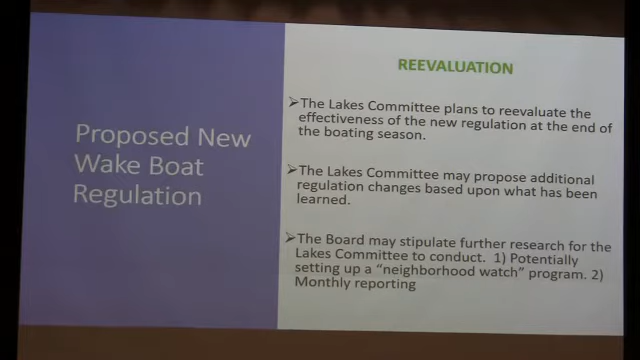 Proposed New
Wake Boat
Regulation
REEVALUATION
➢The Lakes Committee plans to reevaluate the
effectiveness of the new regulation at the end of
the boating season.
➢The Lakes Committee may propose additional
regulation changes based upon what has been
learned.
➢The Board may stipulate further research for the
Lakes Committee to conduct. 1) Potentially
setting up a “neighborhood watch” program. 2)
Monthly reporting